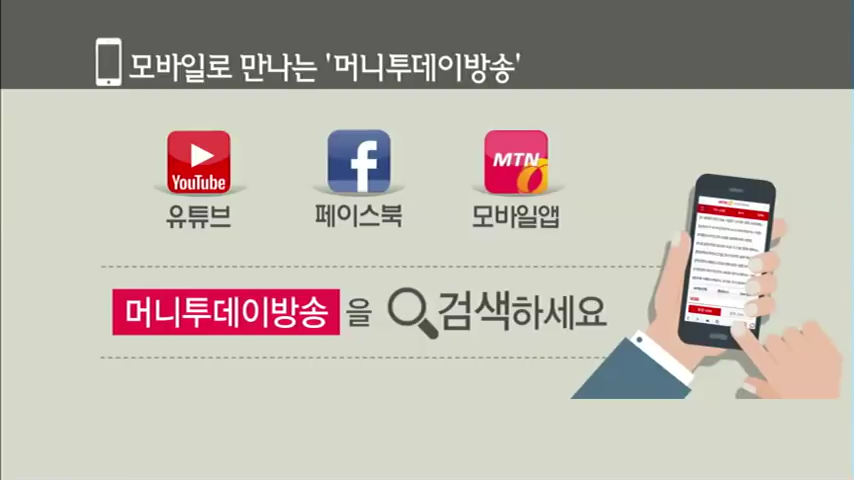 모바일로 만나는 '머니투데이방송'
YouTube
MTN
유튜브
페이스북
모바일앱
머니투데이방송을 검색하세요